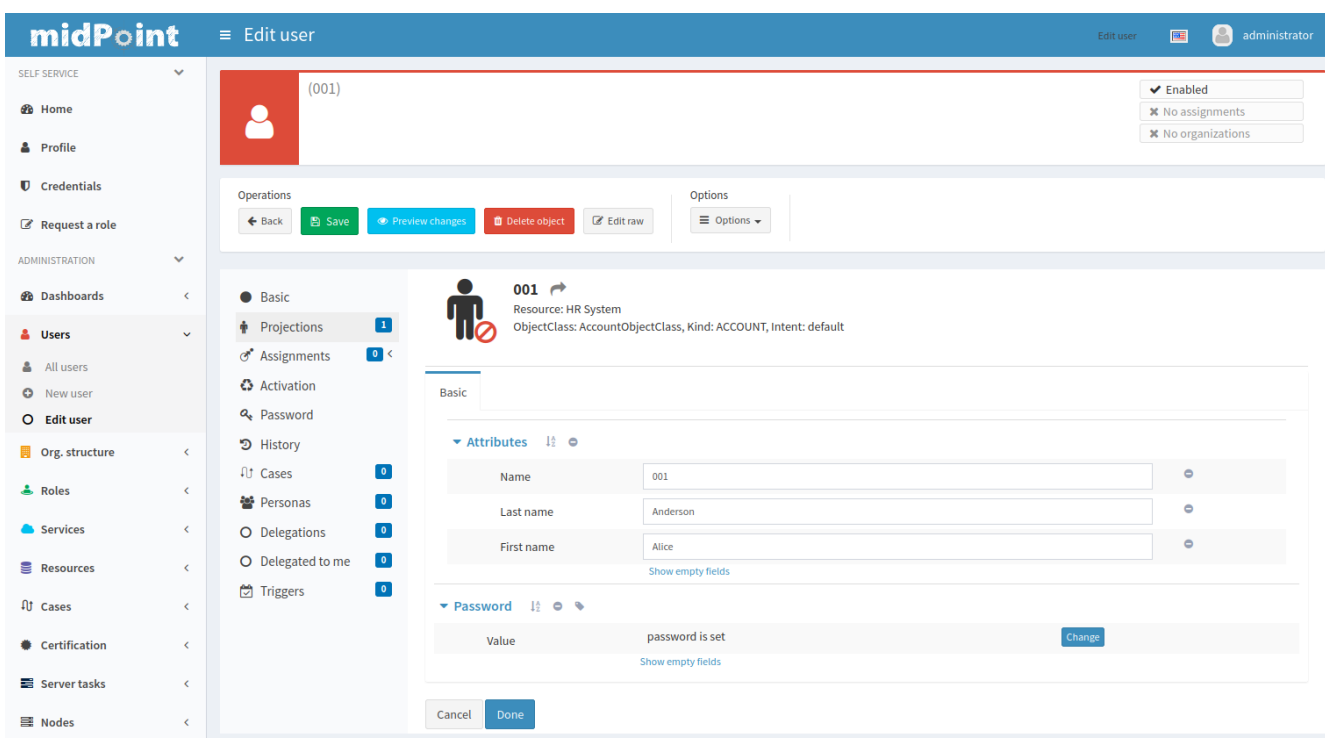 midPoint
Edit user
Edit user
administrator
SELF SERVICE
Home
Profile
Credentials
Request a role
ADMINISTRATION
Dashboards
Users
All users
New user
Edit user
Org. structure
Roles
Services
Resources
Cases
Certification
Server tasks
Nodes
(001)
Enabled
No assignments
No organizations
Operations
Back
Save
Preview changes
Delete object
Edit raw
Options
Options
Basic
Projections 1
Assignments 0
Activation
Password
History
Cases 0
Personas 0
Delegations 0
Delegated to me 0
Triggers 0
001
Resource: HR System
ObjectClass: AccountObjectClass, Kind: ACCOUNT, Intent: default
Basic
Attributes
Name 001
Last name Anderson
First name Alice
Show empty fields
Password
Value password is set Change
Show empty fields
Cancel Done